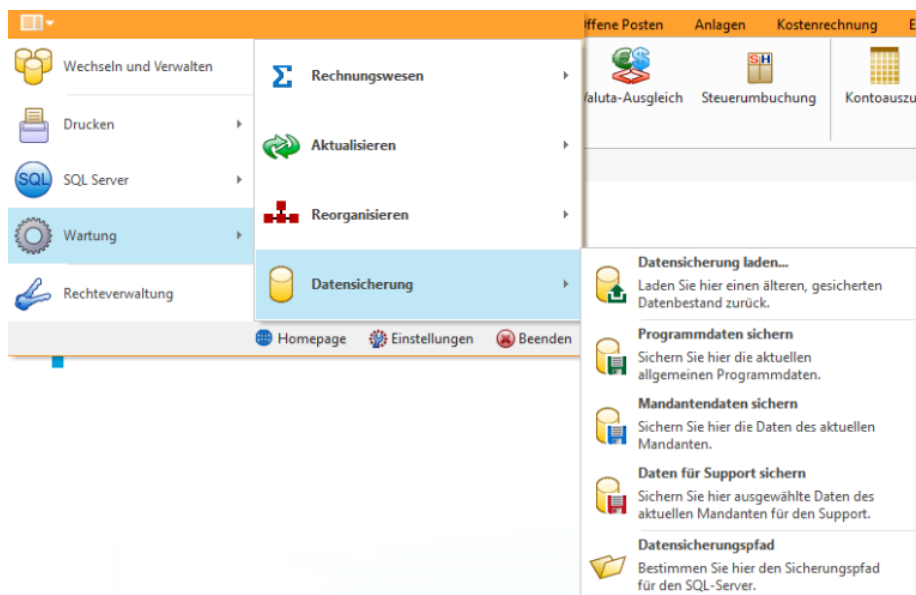 ffene Posten Anlagen Kostenrechnung
Wechseln und Verwalten
Drucken
SQL SQL Server
Wartung
Rechteverwaltung
Rechnungswesen
Aktualisieren
Reorganisieren
Datensicherung
Homepage Einstellungen Beenden
SH
aluta-Ausgleich Steuerumbuchung Kontoauszu
Datensicherung laden...
Laden Sie hier einen älteren, gesicherten
Datenbestand zurück.
Programmdaten sichern
Sichern Sie hier die aktuellen
allgemeinen Programmdaten.
Mandantendaten sichern
Sichern Sie hier die Daten des aktuellen
Mandanten.
Daten für Support sichern
Sichern Sie hier ausgewählte Daten des
aktuellen Mandanten für den Support.
Datensicherungspfad
Bestimmen Sie hier den Sicherungspfad
für den SQL-Server.